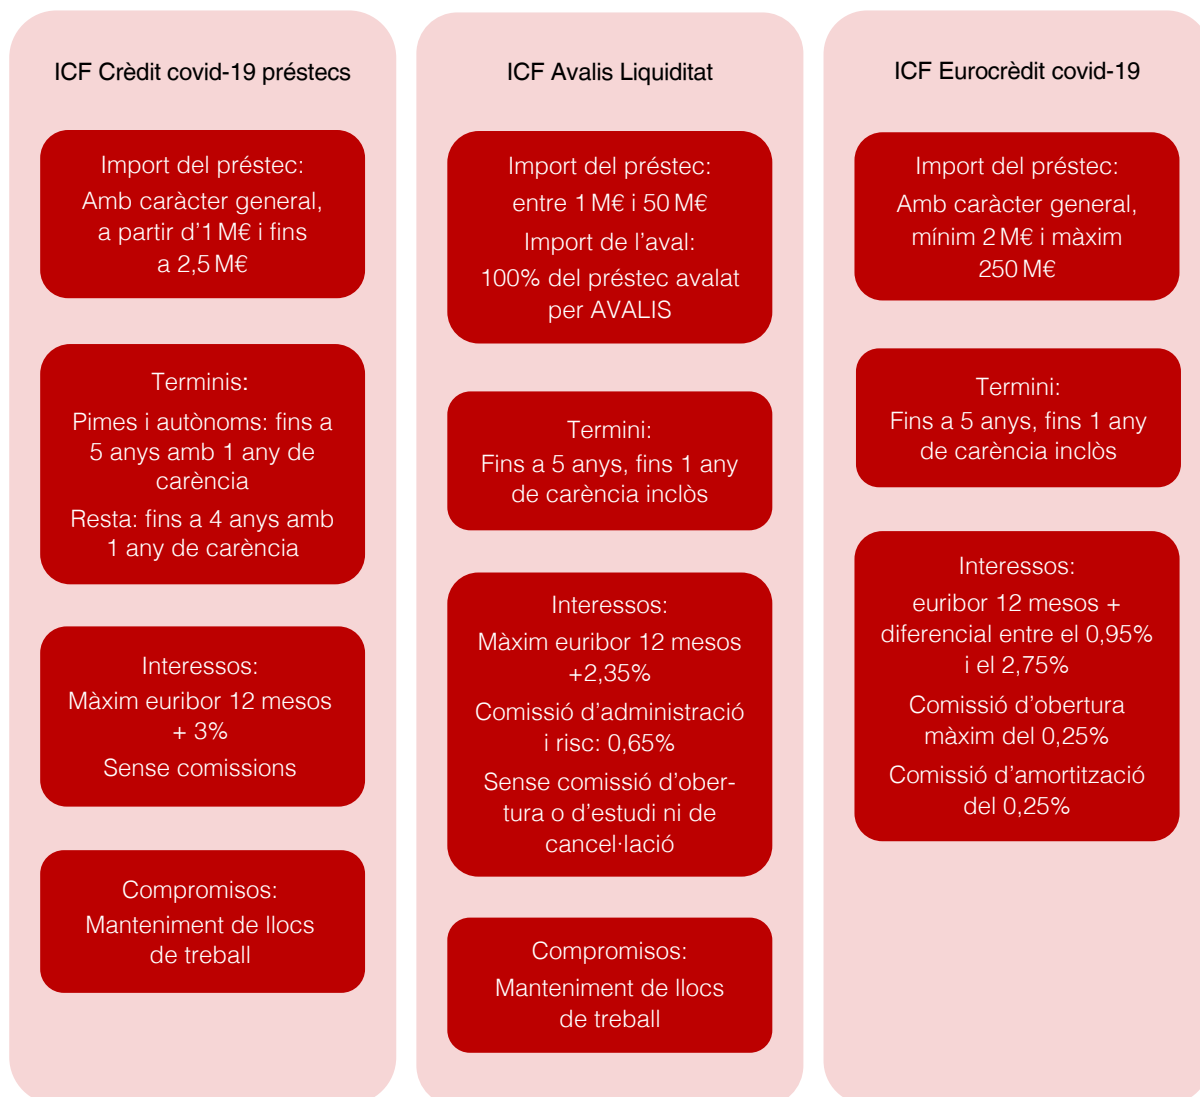 ICF Crèdit covid-19 préstecs
Import del préstec:
Amb caràcter general,
a partir d’1 M€ i fins
a 2,5 M€
Terminis:
Pimes i autònoms: fins a
5 anys amb 1 any de
carència
Resta: fins a 4 anys amb
1 any de carència
Interessos:
Màxim euribor 12 mesos
+ 3%
Sense comissions
Compromisos:
Manteniment de llocs
de treball
ICF Avalis Liquiditat
Import del préstec:
entre 1 M€ i 50 M€
Import de l’aval:
100% del préstec avalat
per AVALIS
Termini:
Fins a 5 anys, fins 1 any
de carència inclòs
Interessos:
Màxim euribor 12 mesos
+2,35%
Comissió d’administració
i risc: 0,65%
Sense comissió d’ober-
tura o d’estudi ni de
cancel·lació
Compromisos:
Manteniment de llocs
de treball
ICF Eurocrèdit covid-19
Import del préstec:
Amb caràcter general,
mínim 2 M€ i màxim
250 M€
Termini:
Fins a 5 anys, fins 1 any
de carència inclòs
Interessos:
euribor 12 mesos +
diferencial entre el 0,95%
i el 2,75%
Comissió d’obertura
màxim del 0,25%
Comissió d’amortització
del 0,25%